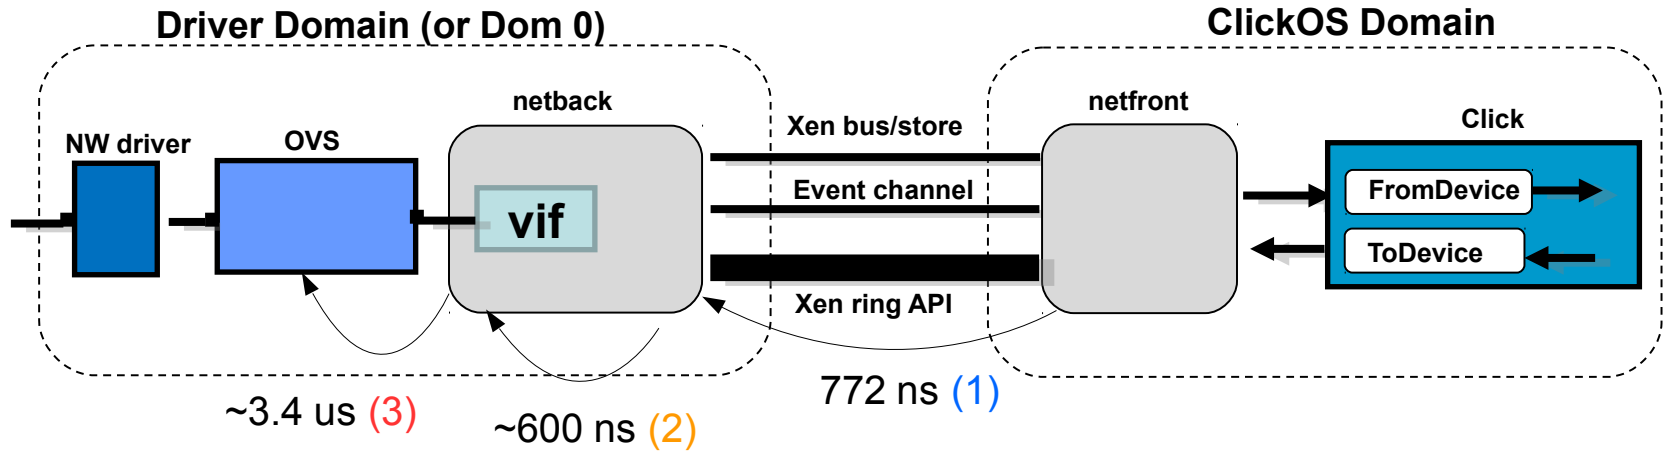 Driver Domain (or Dom 0)
ClickOS Domain
netback
netfront
NW driver
OVS
Xen bus/store
Click
Event channel
FromDevice
vif
ToDevice
Xen ring API
772 ns (1)
~3.4 us (3)
~600 ns (2)